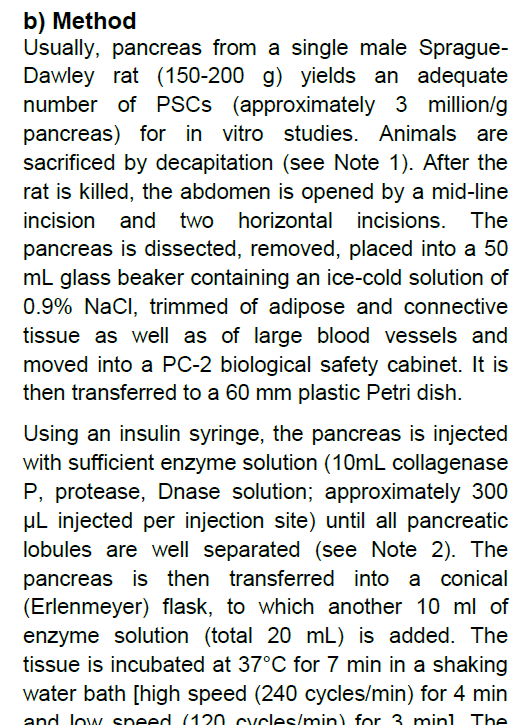 b) Method
Usually, pancreas from a single male Sprague-
Dawley rat (150-200 g) yields an adequate
number of PSCs (approximately 3 million/g
pancreas) for in vitro studies. Animals are
sacrificed by decapitation (see Note 1). After the
rat is killed, the abdomen is opened by a mid-line
incision and two horizontal incisions. The
pancreas is dissected, removed, placed into a 50
mL glass beaker containing an ice-cold solution of
0.9% NaCl, trimmed of adipose and connective
tissue as well as of large blood vessels and
moved into a PC-2 biological safety cabinet. It is
then transferred to a 60 mm plastic Petri dish.
Using an insulin syringe, the pancreas is injected
with sufficient enzyme solution (10mL collagenase
P, protease, Dnase solution; approximately 300
µL injected per injection site) until all pancreatic
lobules are well separated (see Note 2). The
pancreas is then transferred into a conical
(Erlenmeyer) flask, to which another 10 ml of
enzyme solution (total 20 mL) is added. The
tissue is incubated at 37°C for 7 min in a shaking
water bath [high speed (240 cycles/min) for 4 min
and low speed (120 cycles/min) for 3 min]. The